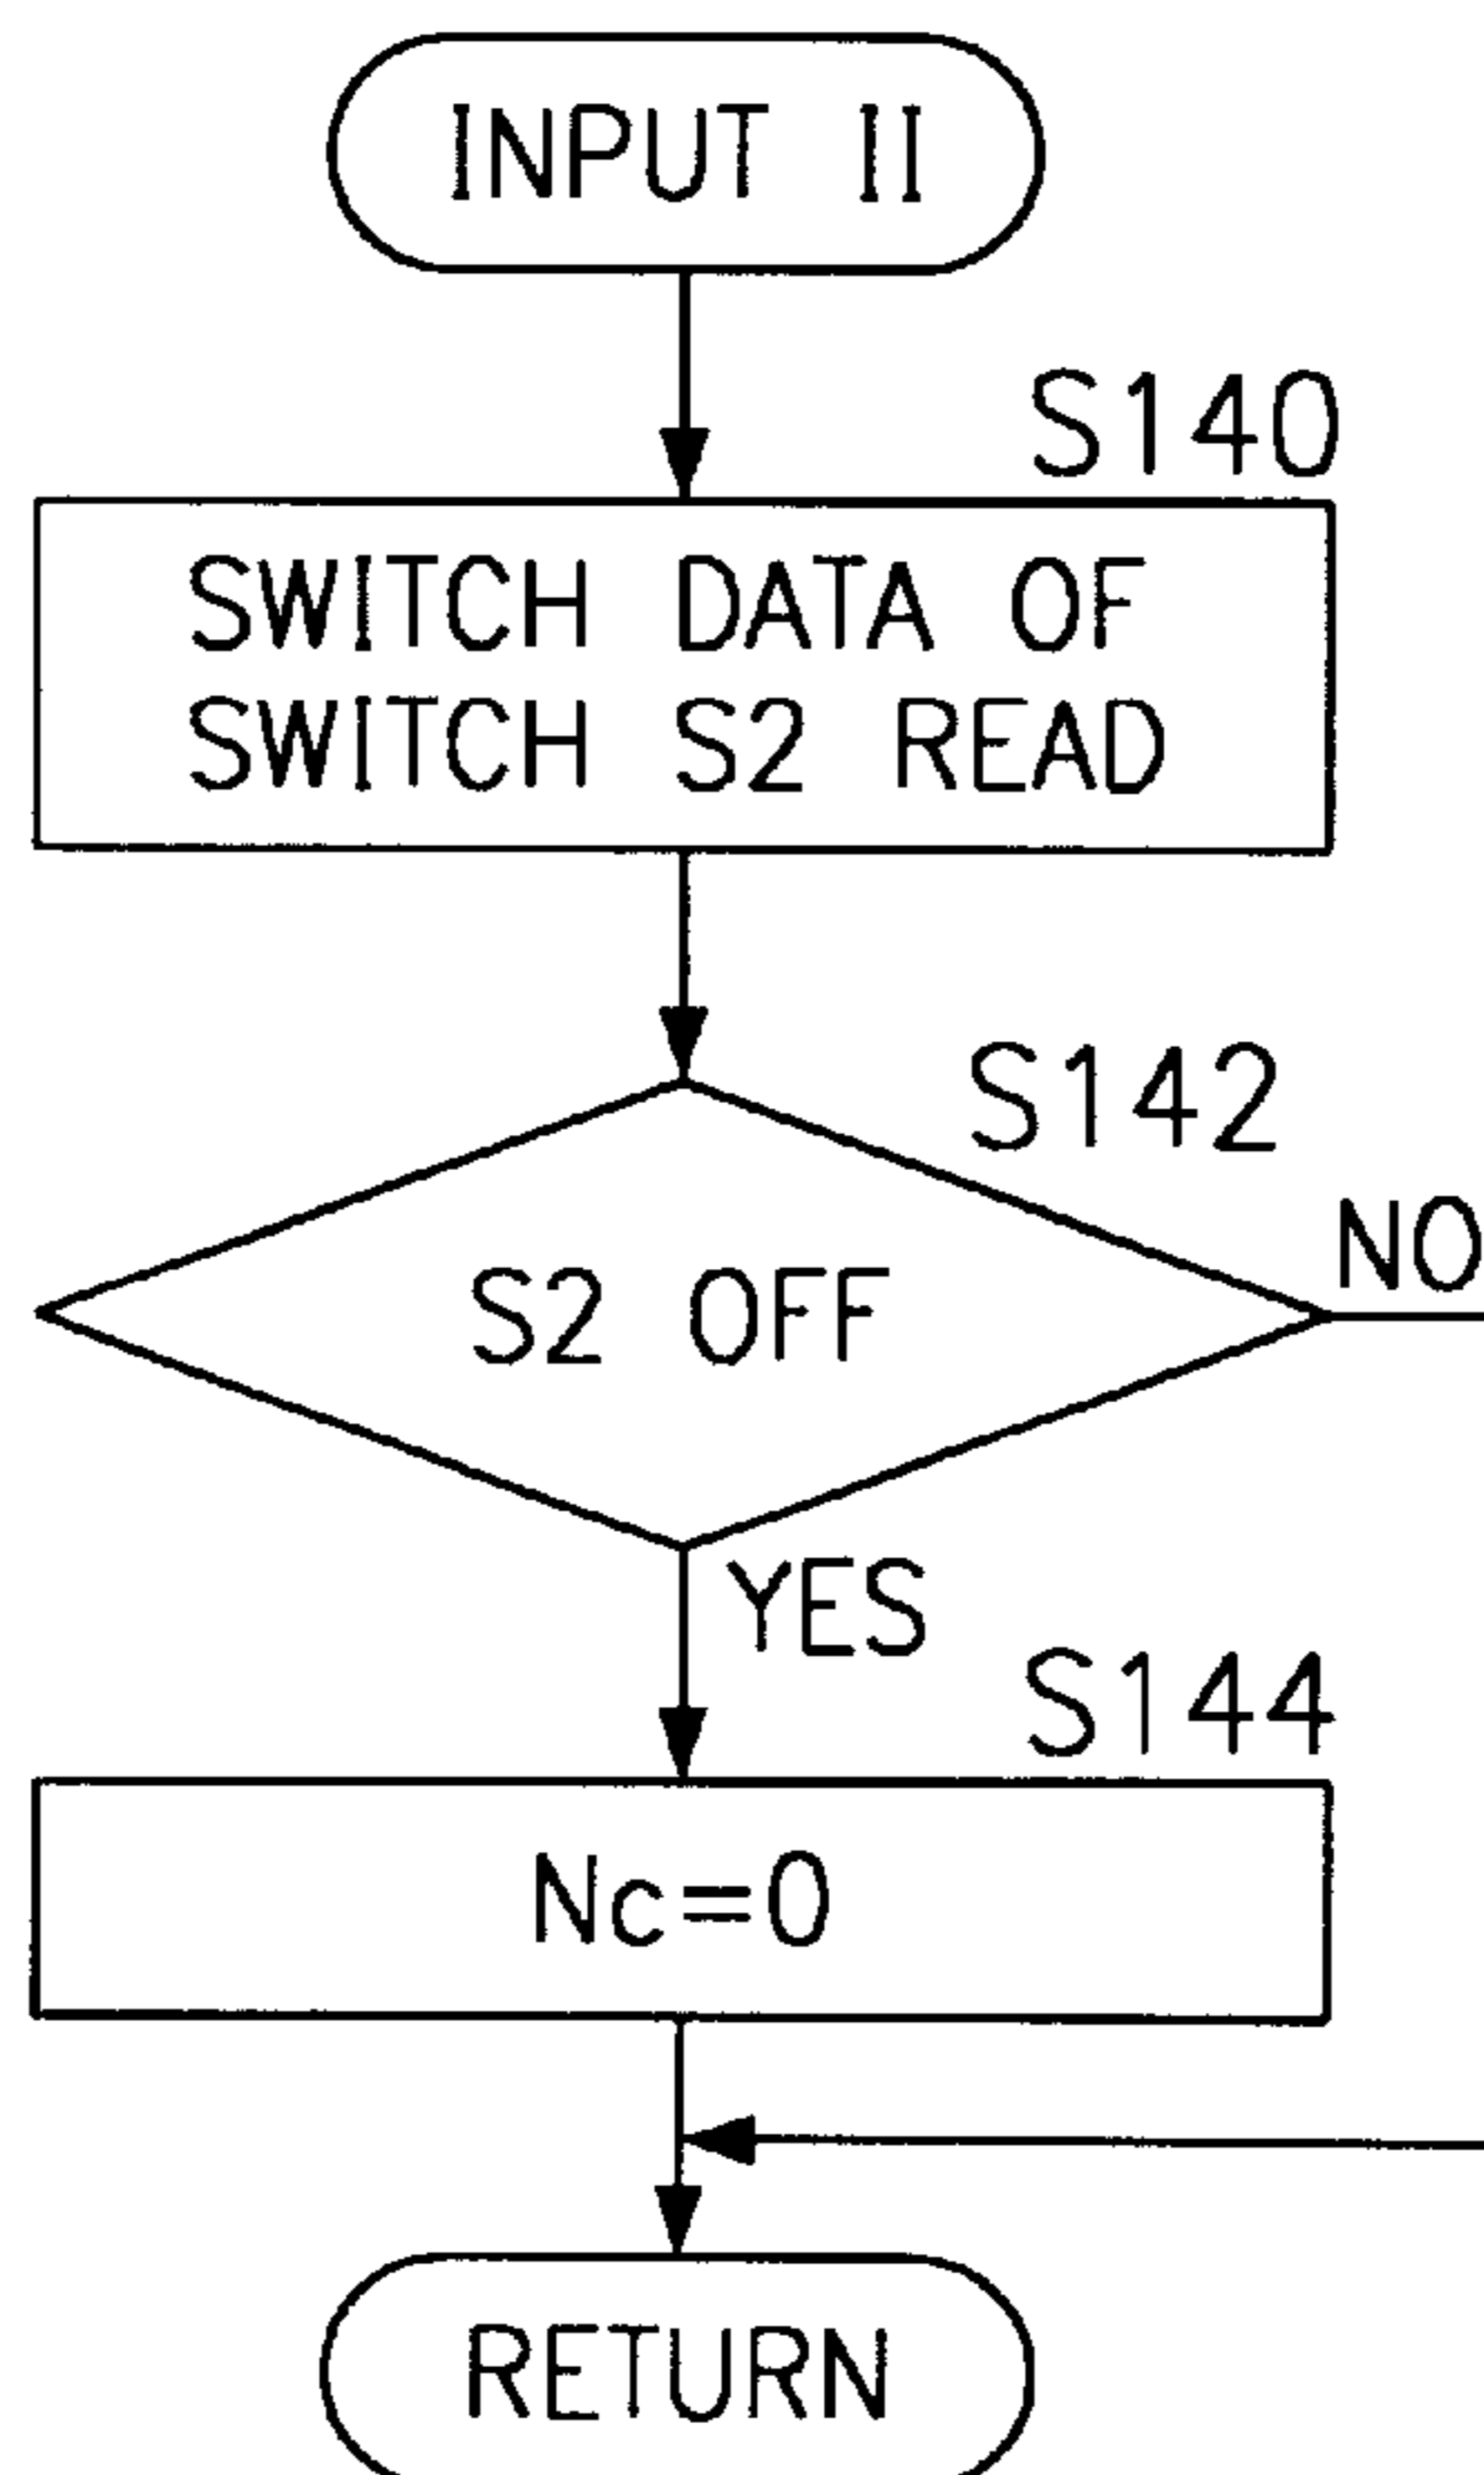 INPUT II
S140
SWITCH DATA OF
SWITCH S2 READ
S142
NO
S2 OFF
YES
S144
Nc=0
RETURN